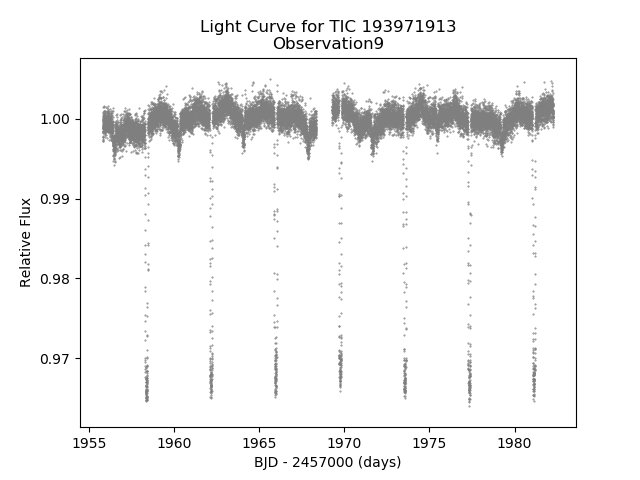 Light Curve for TIC 193971913
Observation9
1.00
0.99
0.98
0.97
Relative Flux
1955
1960
1965
1970
1975
1980
BJD - 2457000 (days)